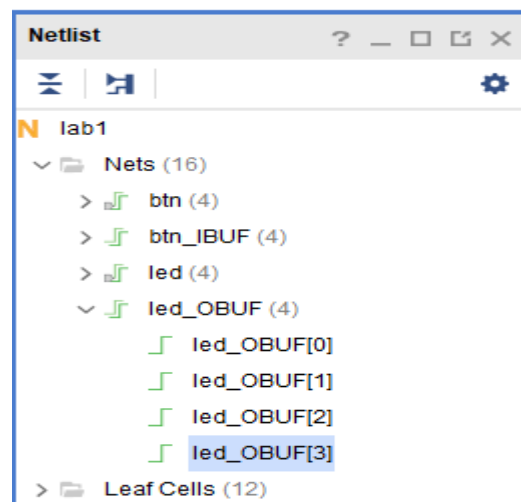 Netlist
N lab1
Nets (16)
btn (4)
btn_IBUF (4)
led (4)
led_OBUF (4)
led_OBUF[0]
led_OBUF[1]
led_OBUF[2]
led_OBUF[3]
Leaf Cells (12)